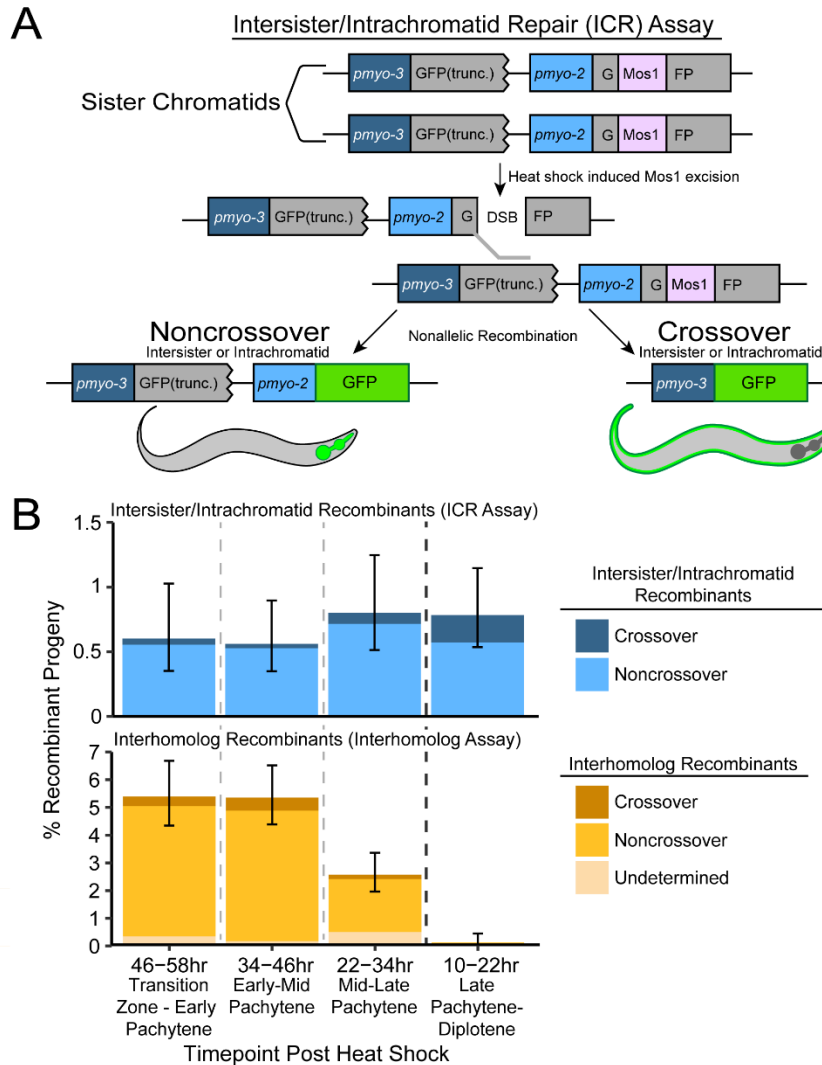 A
Intersister/Intrachromatid Repair (ICR) Assay
Sister Chromatids
pmyo-3 GFP(trunc.) pmyo-2 G Mos1 FP
pmyo-3 GFP(trunc.) pmyo-2 G Mos1 FP
Heat shock induced Mos1 excision
pmyo-3 GFP(trunc.) pmyo-2 G DSB FP
pmyo-3 GFP(trunc.) pmyo-2 G Mos1 FP
Noncrossover
Intersister or Intrachromatid
Nonallelic Recombination
Crossover
Intersister or Intrachromatid
pmyo-3 GFP(trunc.) pmyo-2 GFP
pmyo-3 GFP
B
Intersister/Intrachromatid Recombinants (ICR Assay)
1.5
1
0.5
0
Intersister/Intrachromatid
Recombinants
Crossover
Noncrossover
Interhomolog Recombinants (Interhomolog Assay)
7
6
5
4
3
2
1
0
% Recombinant Progeny
Interhomolog Recombinants
Crossover
Noncrossover
Undetermined
46–58hr
Transition
Zone - Early
Pachytene
34–46hr
Early-Mid
Pachytene
22–34hr
Mid-Late
Pachytene
10–22hr
Late
Pachytene-
Diplotene
Timepoint Post Heat Shock